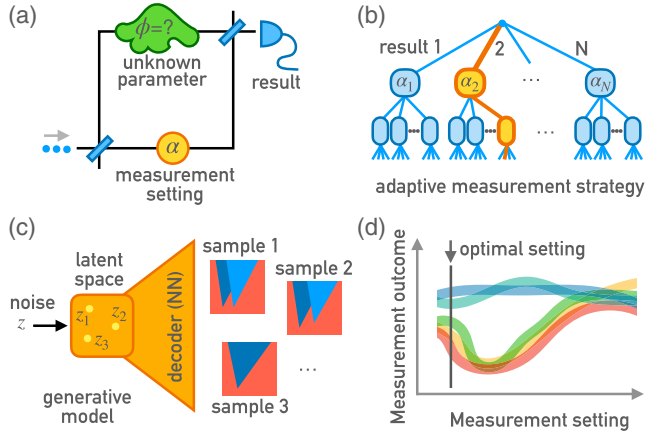 (a)
ϕ=?
unknown
parameter
result
α
measurement
setting
(b)
result 1
2
N
α1
α2
...
αN
...
...
...
...
adaptive measurement strategy
(c)
latent
space
noise
z
z1
z2
z3
generative
model
decoder (NN)
sample 1
sample 2
sample 3
...
(d)
optimal setting
Measurement outcome
Measurement setting